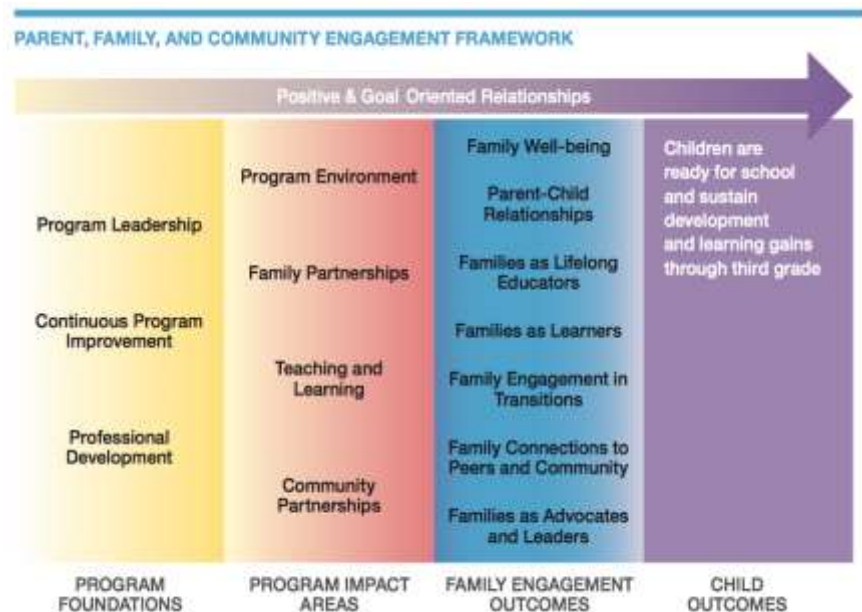 PARENT, FAMILY, AND COMMUNITY ENGAGEMENT FRAMEWORK
Positive & Goal Oriented Relationships
Program Leadership
Continuous Program
Improvement
Professional
Development
PROGRAM
FOUNDATIONS
Program Environment
Family Partnerships
Teaching and
Learning
Community
Partnerships
PROGRAM IMPACT
AREAS
Family Well-being
Parent-Child
Relationships
Families as Lifelong
Educators
Families as Learners
Family Engagement in
Transitions
Family Connections to
Peers and Community
Families as Advocates
and Leaders
FAMILY ENGAGEMENT
OUTCOMES
Children are
ready for school
and sustain
development
and learning gains
through third grade
CHILD
OUTCOMES